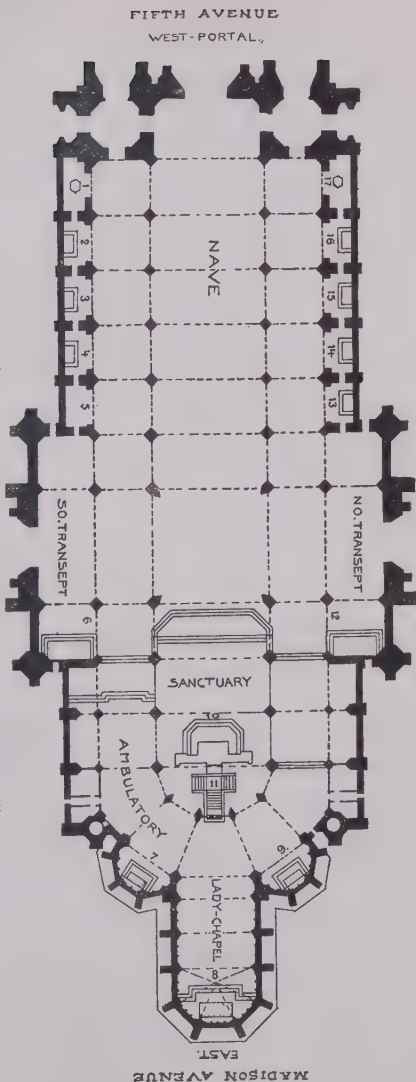 FIFTH AVENUE
WEST-PORTAL.,
1
17
2
16
NAVE
3
15
4
14
5
13
SO. TRANSEPT
NO. TRANSEPT
6
12
SANCTUARY
10
AMBULATORY
11
7
9
LADY-CHAPEL
8
EAST.
MADISON AVENUE